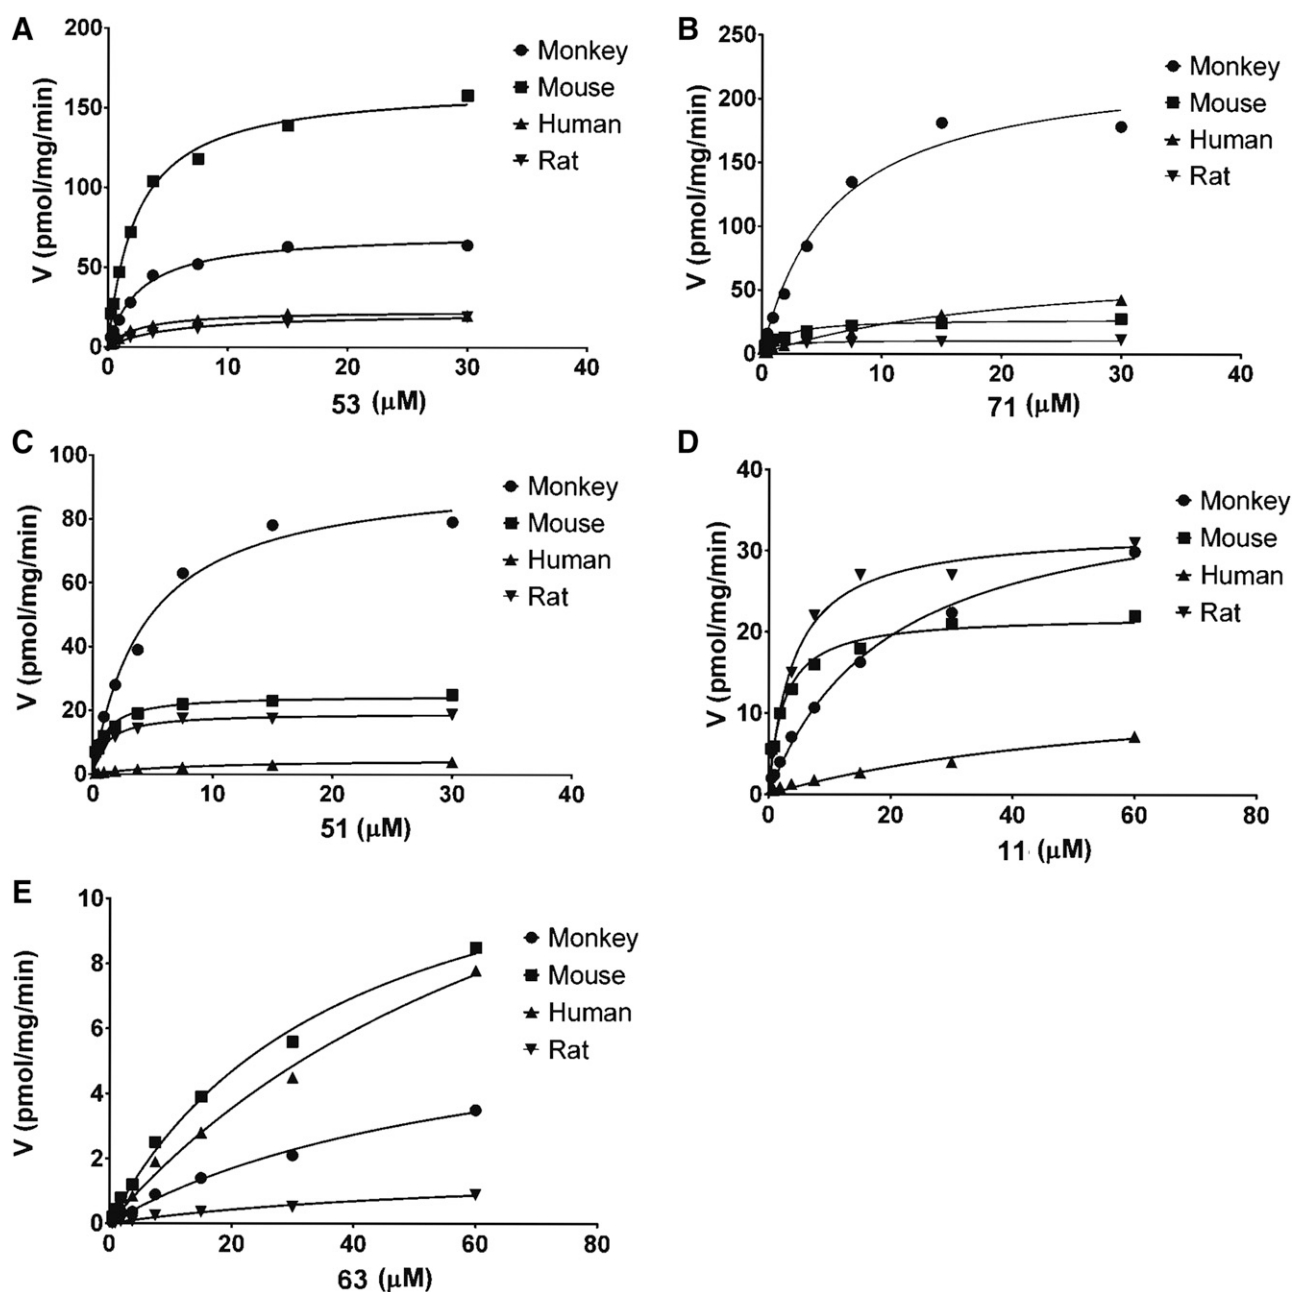 A
V (pmol/mg/min)
200
150
100
50
0
0 10 20 30 40
53 (μM)
Monkey
Mouse
Human
Rat
B
V (pmol/mg/min)
250
200
150
100
50
0
0 10 20 30 40
71 (μM)
Monkey
Mouse
Human
Rat
C
V (pmol/mg/min)
100
80
60
40
20
0
0 10 20 30 40
51 (μM)
Monkey
Mouse
Human
Rat
D
V (pmol/mg/min)
40
30
20
10
0
0 20 40 60 80
11 (μM)
Monkey
Mouse
Human
Rat
E
V (pmol/mg/min)
10
8
6
4
2
0
0 20 40 60 80
63 (μM)
Monkey
Mouse
Human
Rat